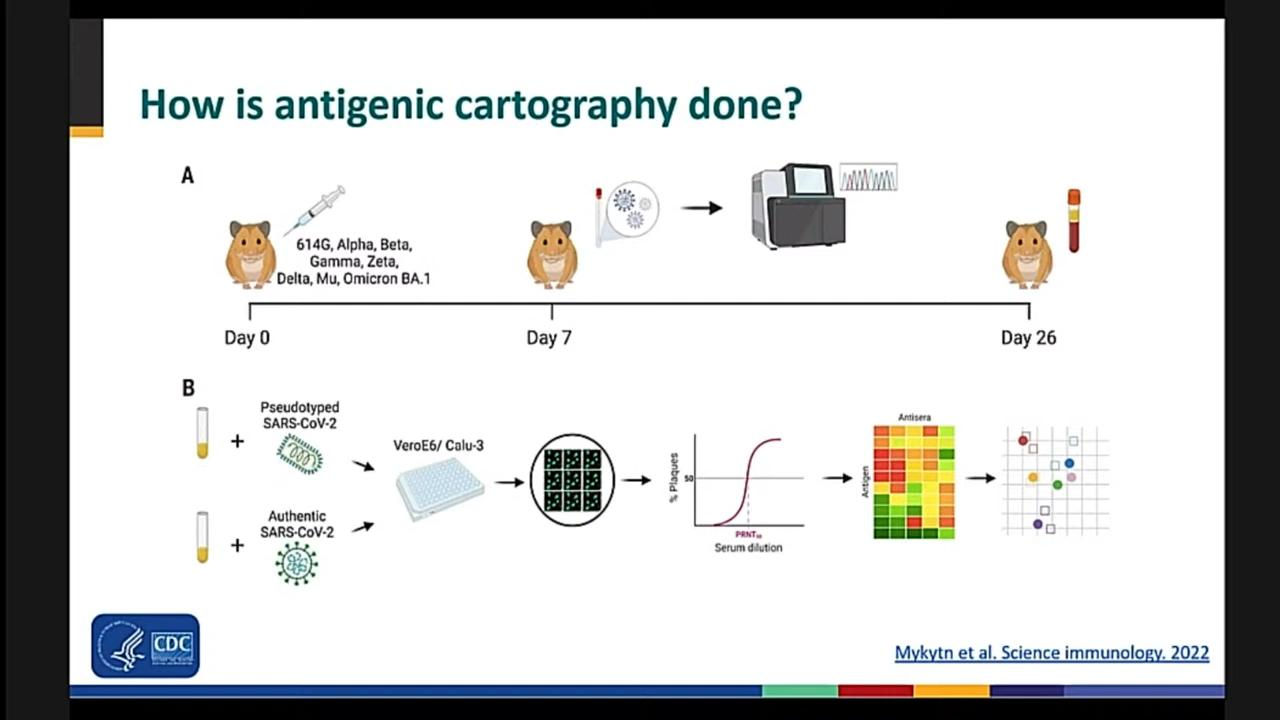 How is antigenic cartography done?
A
614G, Alpha, Beta,
Gamma, Zeta,
Delta, Mu, Omicron BA.1
Day 0
Day 7
Day 26
B
Pseudotyped
SARS-CoV-2
Authentic
SARS-CoV-2
VeroE6/ Calu-3
% Plaques
50
PRNT50
Serum dilution
Antisera
Antigen
CDC
Mykytn et al. Science immunology. 2022